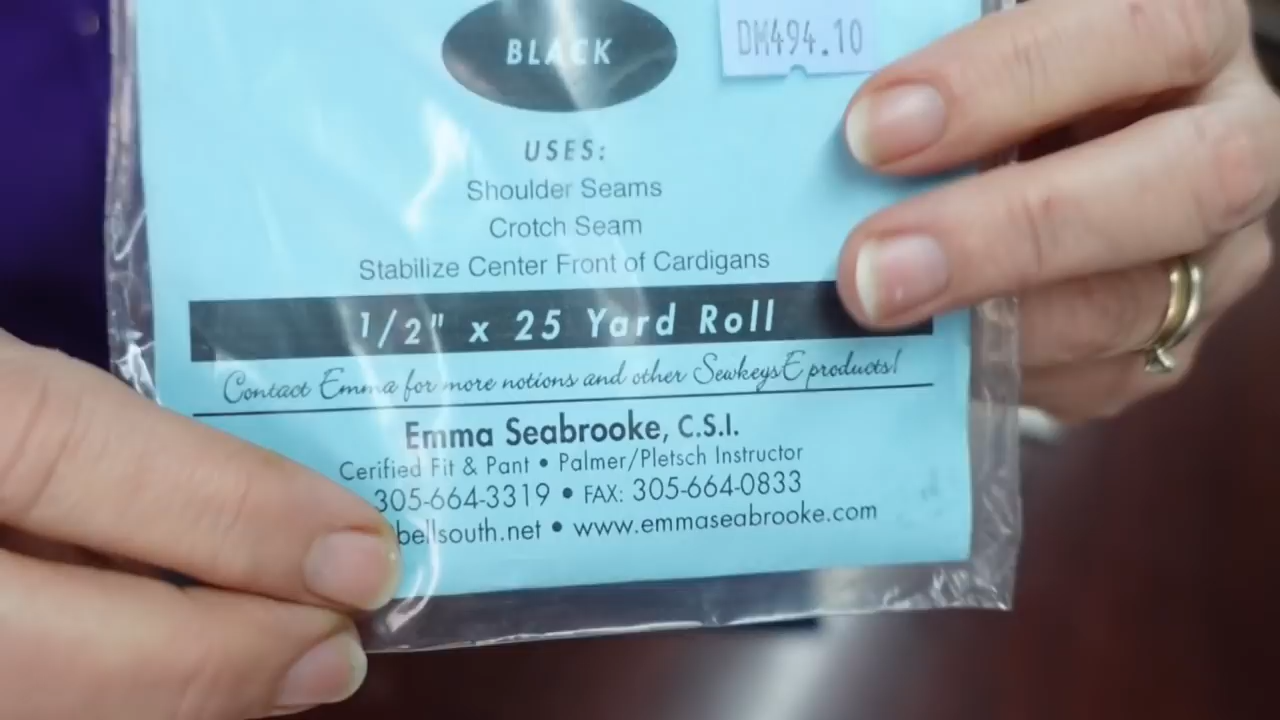 BLACK
DM494.10
USES:
Shoulder Seams
Crotch Seam
Stabilize Center Front of Cardigans
1/2" x 25 Yard Roll
Contact Emma for more notions and other SewkeysE products!
Emma Seabrooke, C.S.I.
Cerified Fit & Pant • Palmer/Pletsch Instructor
305-664-3319 • FAX: 305-664-0833
bellsouth.net • www.emmaseabrooke.com